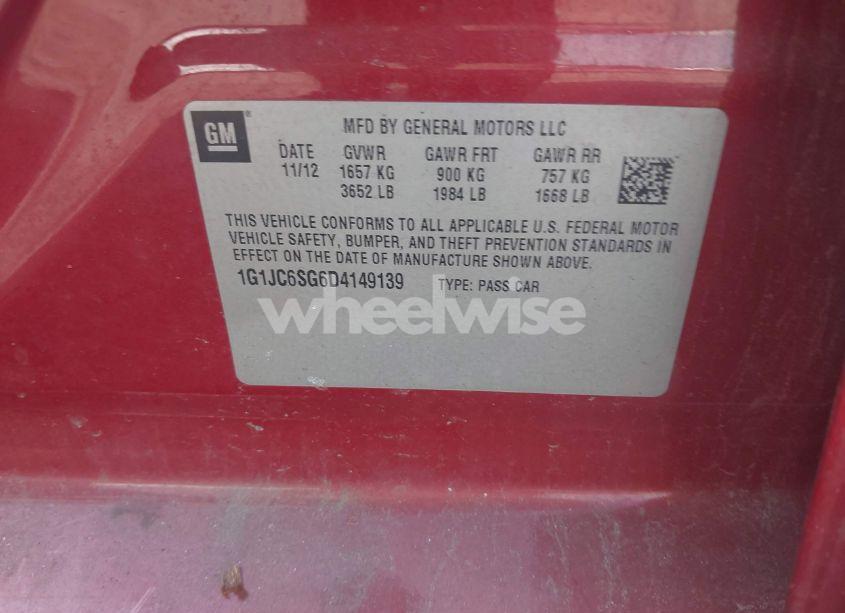 GM
MFD BY GENERAL MOTORS LLC
DATE GVWR GAWR FRT GAWR RR
11/12 1657 KG 900 KG 757 KG
3652 LB 1984 LB 1668 LB
THIS VEHICLE CONFORMS TO ALL APPLICABLE U.S. FEDERAL MOTOR
VEHICLE SAFETY, BUMPER, AND THEFT PREVENTION STANDARDS IN
EFFECT ON THE DATE OF MANUFACTURE SHOWN ABOVE.
1G1JC6SG6D4149139 TYPE: PASS CAR
wheelwise